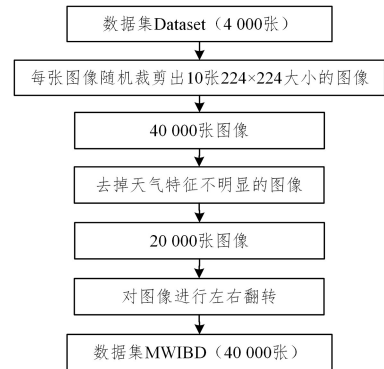 数据集Dataset（4 000张）
每张图像随机裁剪出10张224×224大小的图像
40 000张图像
去掉天气特征不明显的图像
20 000张图像
对图像进行左右翻转
数据集MWIBD（40 000张）